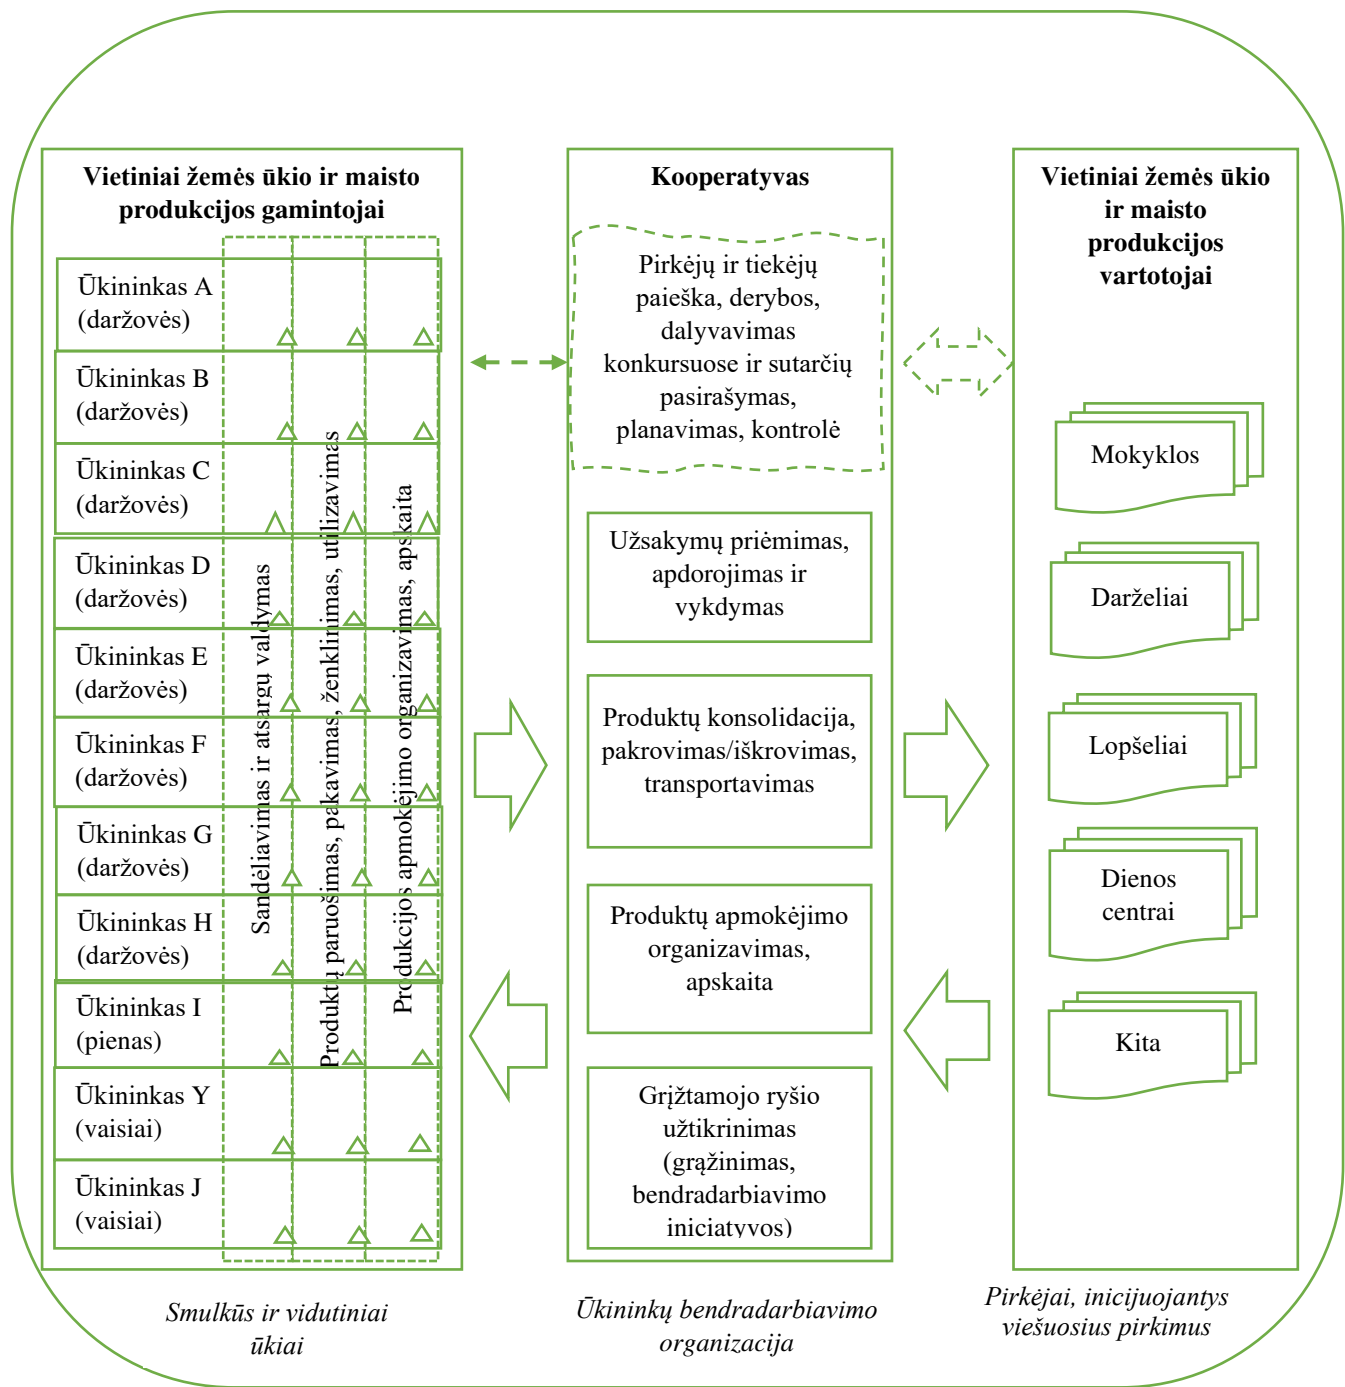 Vietiniai žemės ūkio ir maisto
produkcijos gamintojai
Ūkininkas A
(daržovės)
Ūkininkas B
(daržovės)
Ūkininkas C
(daržovės)
Ūkininkas D
(daržovės)
Ūkininkas E
(daržovės)
Ūkininkas F
(daržovės)
Ūkininkas G
(daržovės)
Ūkininkas H
(daržovės)
Ūkininkas I
(pienas)
Ūkininkas Y
(vaisiai)
Ūkininkas J
(vaisiai)
Sandėliavimas ir atsargų valdymas
Produktų paruošimas, pakavimas, ženklinimas, utilizavimas
Produkcijos apmokėjimo organizavimas, apskaita
Smulkūs ir vidutiniai
ūkiai
Kooperatyvas
Pirkėjų ir tiekėjų
paieška, derybos,
dalyvavimas
konkursuose ir sutarčių
pasirašymas,
planavimas, kontrolė
Užsakymų priėmimas,
apdorojimas ir
vykdymas
Produktų konsolidacija,
pakrovimas/iškrovimas,
transportavimas
Produktų apmokėjimo
organizavimas,
apskaita
Grįžtamojo ryšio
užtikrinimas
(grąžinimas,
bendradarbiavimo
iniciatyvos)
Ūkininkų bendradarbiavimo
organizacija
Vietiniai žemės ūkio
ir maisto
produkcijos
vartotojai
Mokyklos
Darželiai
Lopšeliai
Dienos
centrai
Kita
Pirkėjai, inicijuojantys
viešuosius pirkimus